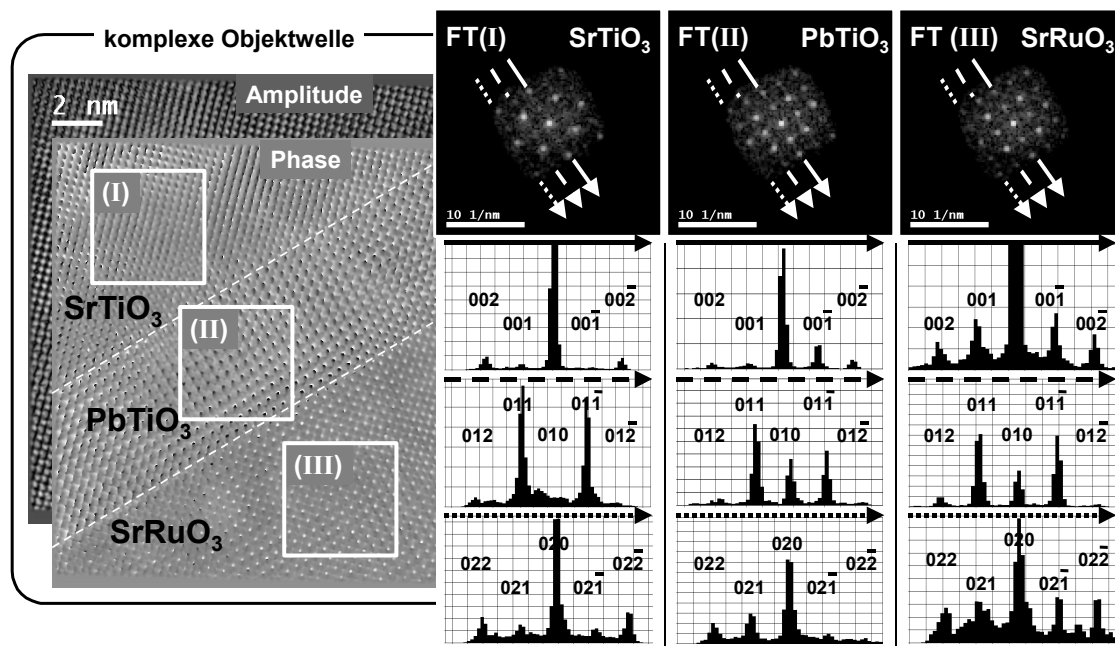 komplexe Objektwelle
Amplitude
2 nm
Phase
(I)
SrTiO₃
(II)
PbTiO₃
(III)
SrRuO₃
FT(I) SrTiO₃
10 1/nm
FT(II) PbTiO₃
10 1/nm
FT (III) SrRuO₃
10 1/nm
002 001 001̄ 002̄
011 011̄
012 010 012̄
020
022 022̄
021 021̄
002 001 001̄ 002̄
011 011̄
012 010 012̄
020
022 022̄
021 021̄
001 001̄
002 002̄
011 011̄
012 010 012̄
020
022 022̄
021 021̄